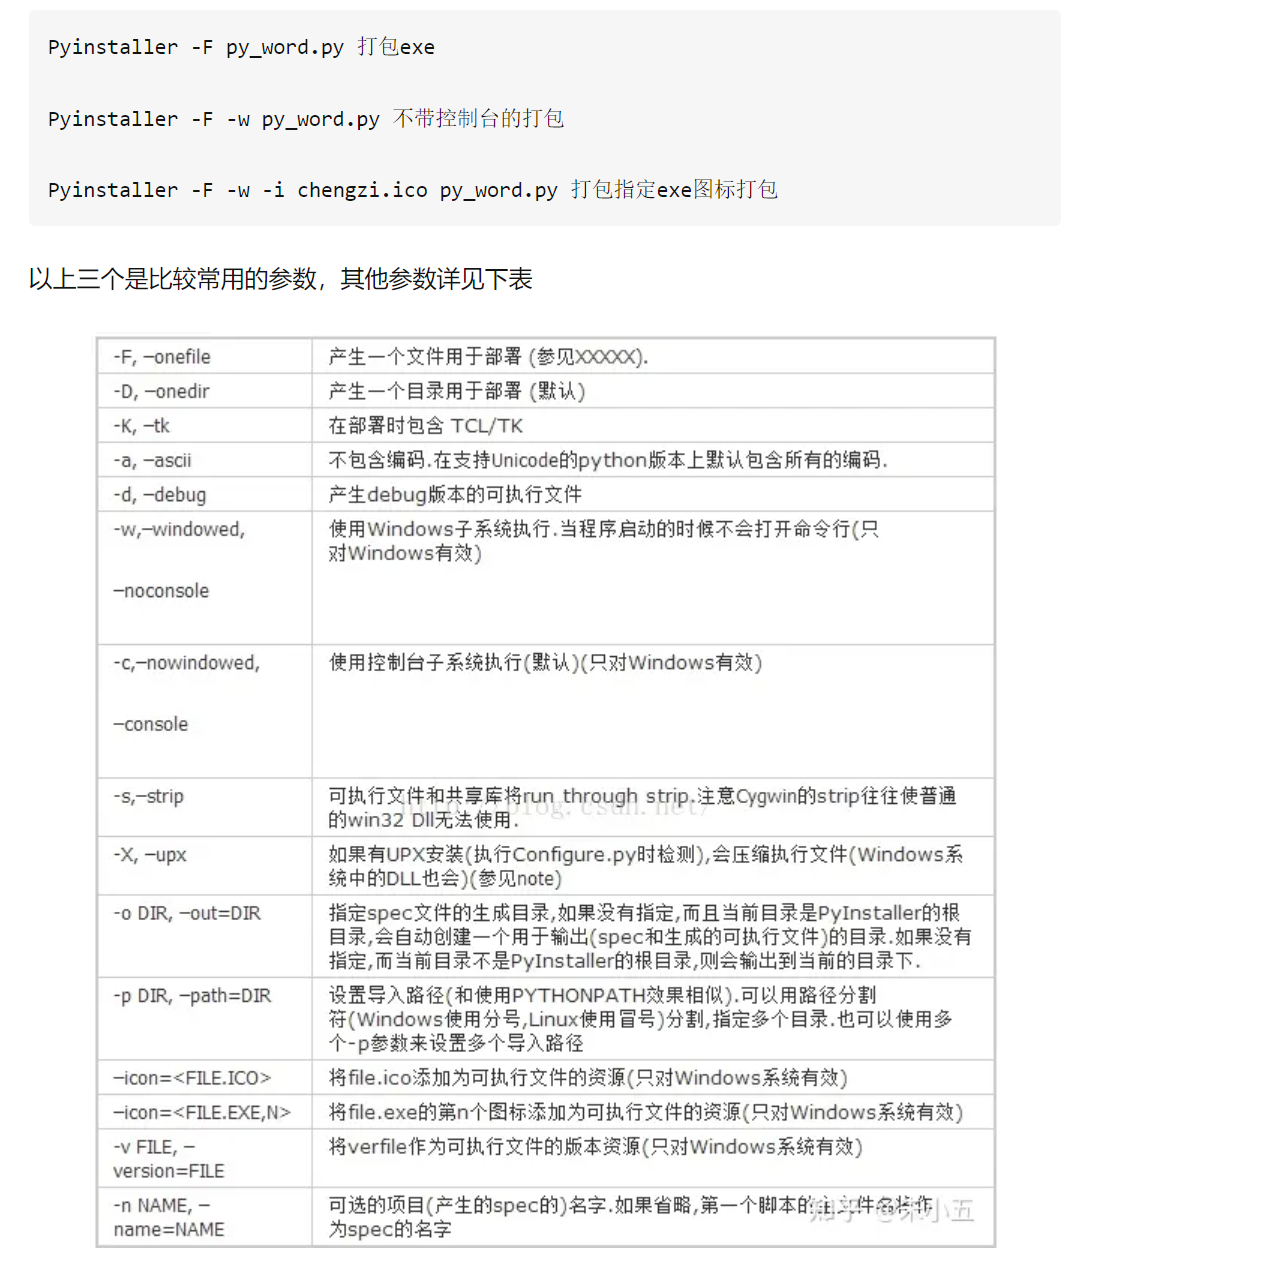 Pyinstaller -F py_word.py 打包exe
Pyinstaller -F -w py_word.py 不带控制台的打包
Pyinstaller -F -w -i chengzi.ico py_word.py 打包指定exe图标打包
以上三个是比较常用的参数，其他参数详见下表
-F, –onefile 产生一个文件用于部署 (参见XXXXX).
-D, –onedir 产生一个目录用于部署 (默认)
-K, –tk 在部署时包含 TCL/TK
-a, –ascii 不包含编码.在支持Unicode的python版本上默认包含所有的编码.
-d, –debug 产生debug版本的可执行文件
-w,–windowed, 使用Windows子系统执行.当程序启动的时候不会打开命令行(只
对Windows有效)
–noconsole
-c,–nowindowed, 使用控制台子系统执行(默认)(只对Windows有效)
–console
-s,–strip 可执行文件和共享库将run through strip.注意Cygwin的strip往往使普通
的win32 Dll无法使用.
http://blog.csdn.net/
-X, –upx 如果有UPX安装(执行Configure.py时检测),会压缩执行文件(Windows系
统中的DLL也会)(参见note)
-o DIR, –out=DIR 指定spec文件的生成目录,如果没有指定,而且当前目录是PyInstaller的根
目录,会自动创建一个用于输出(spec和生成的可执行文件)的目录.如果没有
指定,而当前目录不是PyInstaller的根目录,则会输出到当前的目录下.
-p DIR, –path=DIR 设置导入路径(和使用PYTHONPATH效果相似).可以用路径分割
符(Windows使用分号,Linux使用冒号)分割,指定多个目录.也可以使用多
个-p参数来设置多个导入路径
–icon=<FILE.ICO> 将file.ico添加为可执行文件的资源(只对Windows系统有效)
–icon=<FILE.EXE,N> 将file.exe的第n个图标添加为可执行文件的资源(只对Windows系统有效)
-v FILE, – 将verfile作为可执行文件的版本资源(只对Windows系统有效)
version=FILE
-n NAME, – 可选的项目(产生的spec的)名字.如果省略,第一个脚本的主文件名将作
name=NAME 为spec的名字
知乎 @朱小五